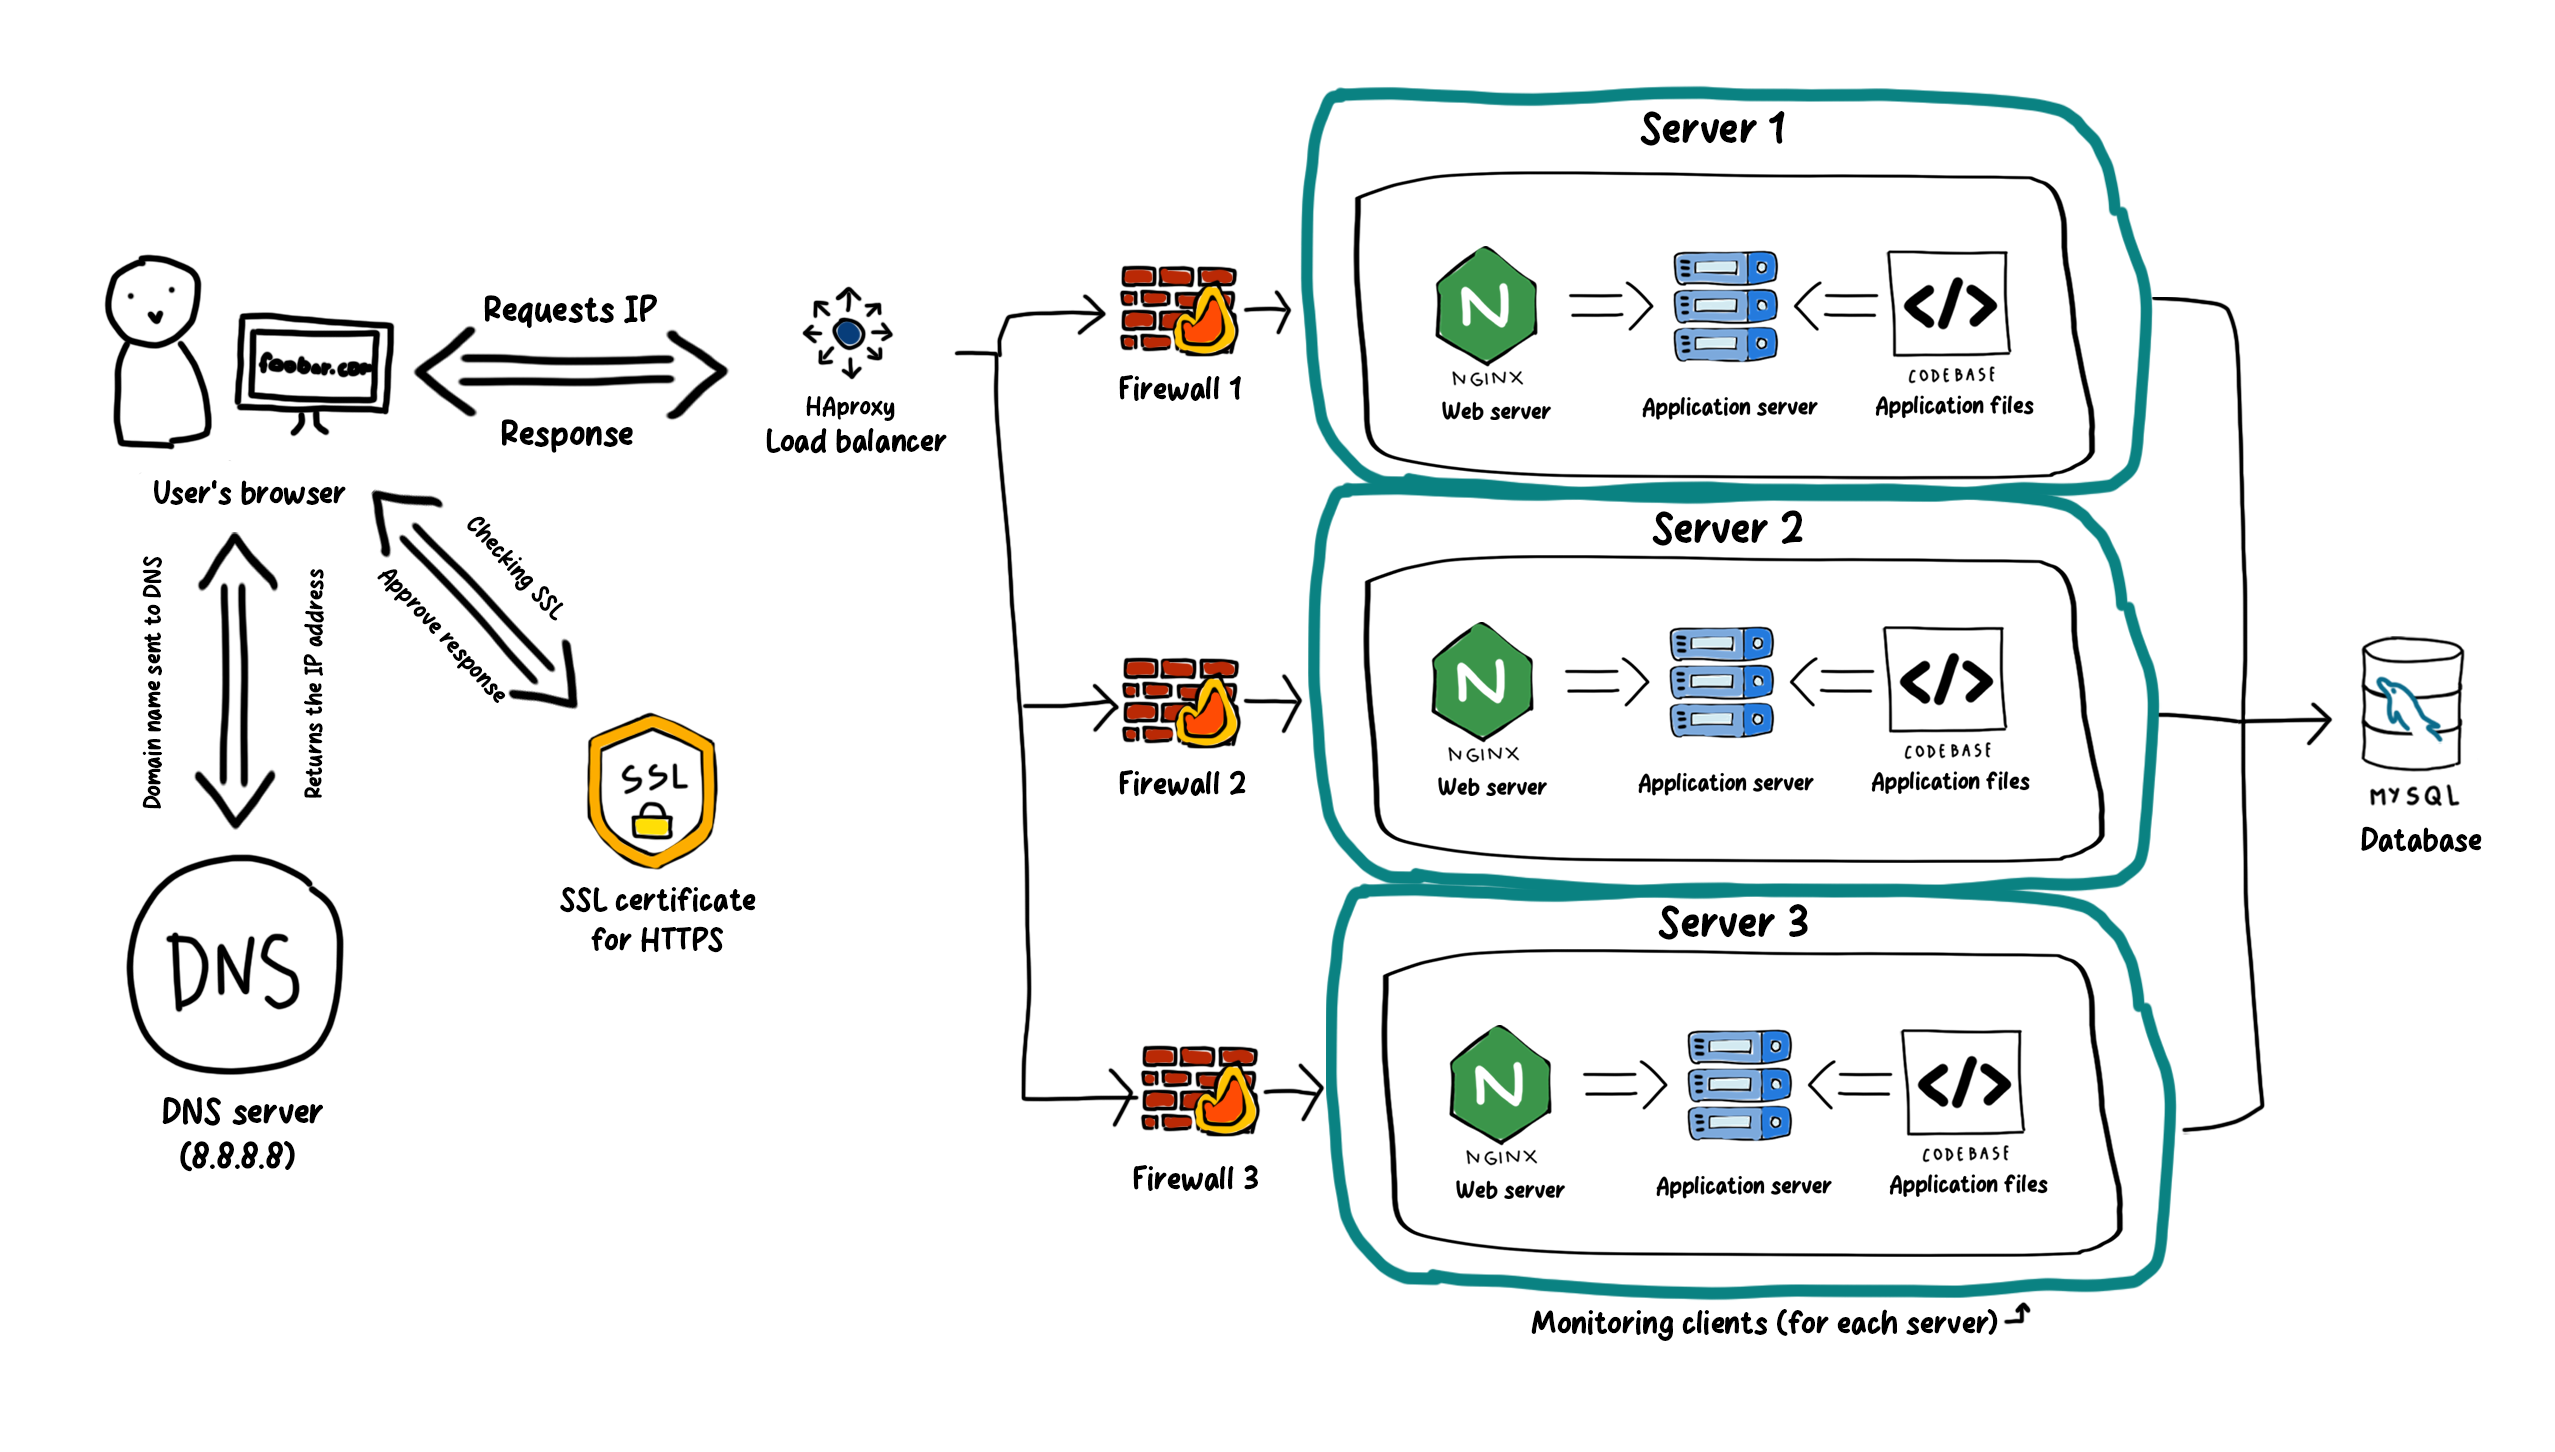 foobar.com
User's browser
Requests IP
Response
HAproxy
Load balancer
Domain name sent to DNS
Returns the IP address
Checking SSL
Approve response
DNS
DNS server
(8.8.8.8)
SSL
SSL certificate
for HTTPS
Firewall 1
Firewall 2
Firewall 3
Server 1
N
NGINX
Web server
Application server
</>
CODEBASE
Application files
Server 2
N
NGINX
Web server
Application server
</>
CODEBASE
Application files
Server 3
N
NGINX
Web server
Application server
</>
CODEBASE
Application files
Monitoring clients (for each server)
MYSQL
Database